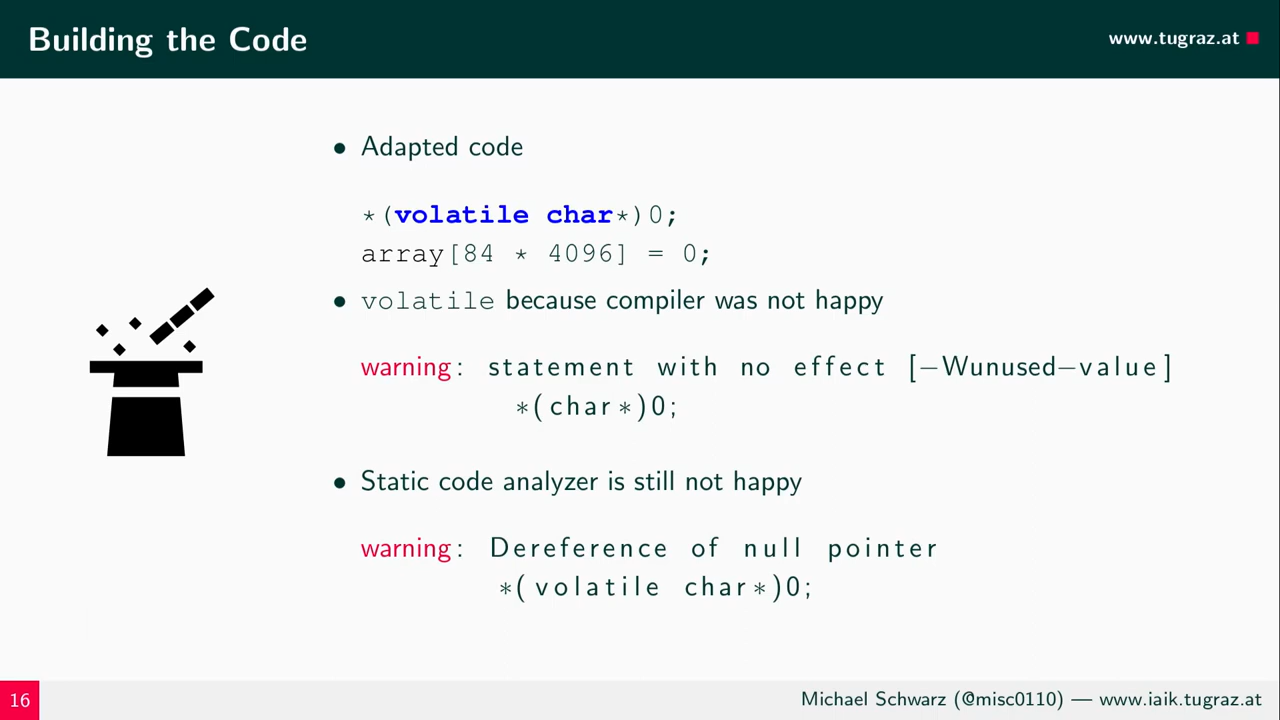 Building the Code
www.tugraz.at
• Adapted code
*(volatile char*)0;
array[84 * 4096] = 0;
• volatile because compiler was not happy
warning: statement with no effect [−Wunused−value]
*(char*)0;
• Static code analyzer is still not happy
warning: Dereference of null pointer
*(volatile char*)0;
16
Michael Schwarz (@misc0110) — www.iaik.tugraz.at